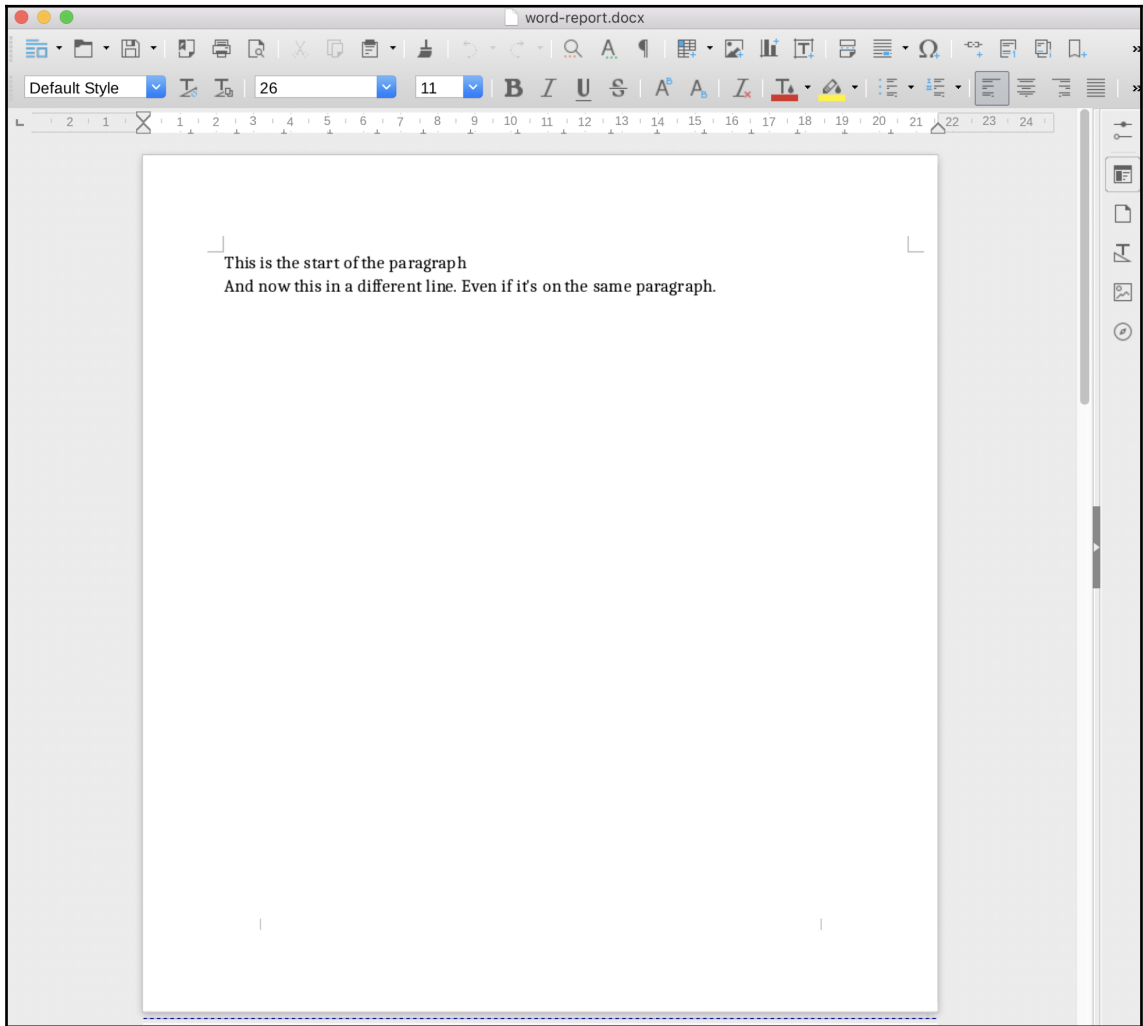 word-report.docx
Default Style 26 11
2 1 1 2 3 4 5 6 7 8 9 10 11 12 13 14 15 16 17 18 19 20 21 22 23 24
This is the start of the paragraph
And now this in a different line. Even if it's on the same paragraph.